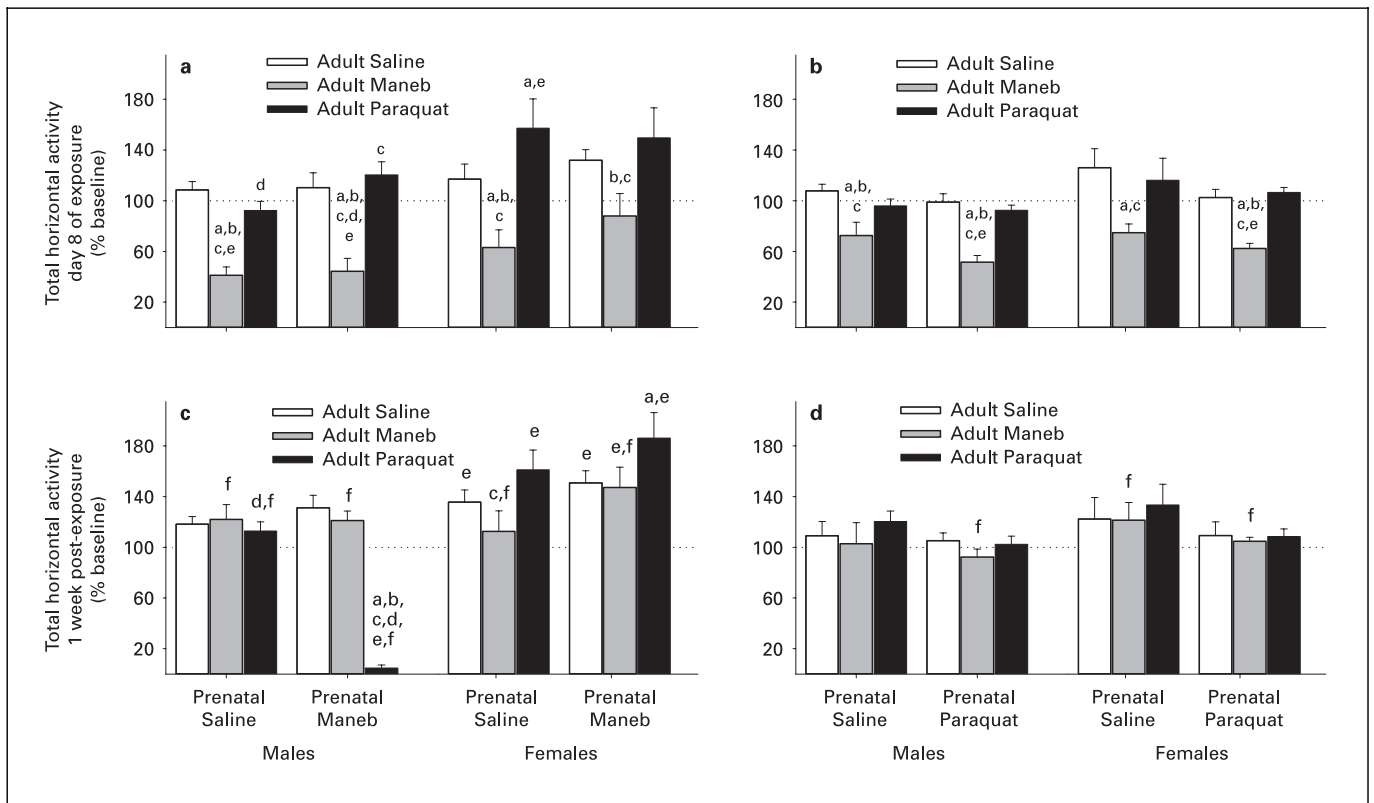 a
Adult Saline
Adult Maneb
Adult Paraquat
Total horizontal activity
day 8 of exposure
(% baseline)
180
140
100
60
20
a,b,
c,e
d
a,b,
c,d,
e
c
a,b,
c
a,e
b,c
b
Adult Saline
Adult Maneb
Adult Paraquat
180
140
100
60
20
a,b,
c
a,b,
c,e
a,c
a,b,
c,e
c
Adult Saline
Adult Maneb
Adult Paraquat
Total horizontal activity
1 week post-exposure
(% baseline)
180
140
100
60
20
f
d,f
f
a,b,
c,d,
e,f
e
c,f
e
e
e,f
a,e
Prenatal
Saline
Prenatal
Maneb
Prenatal
Saline
Prenatal
Maneb
Males
Females
d
Adult Saline
Adult Maneb
Adult Paraquat
180
140
100
60
20
f
f
f
Prenatal
Saline
Prenatal
Paraquat
Prenatal
Saline
Prenatal
Paraquat
Males
Females